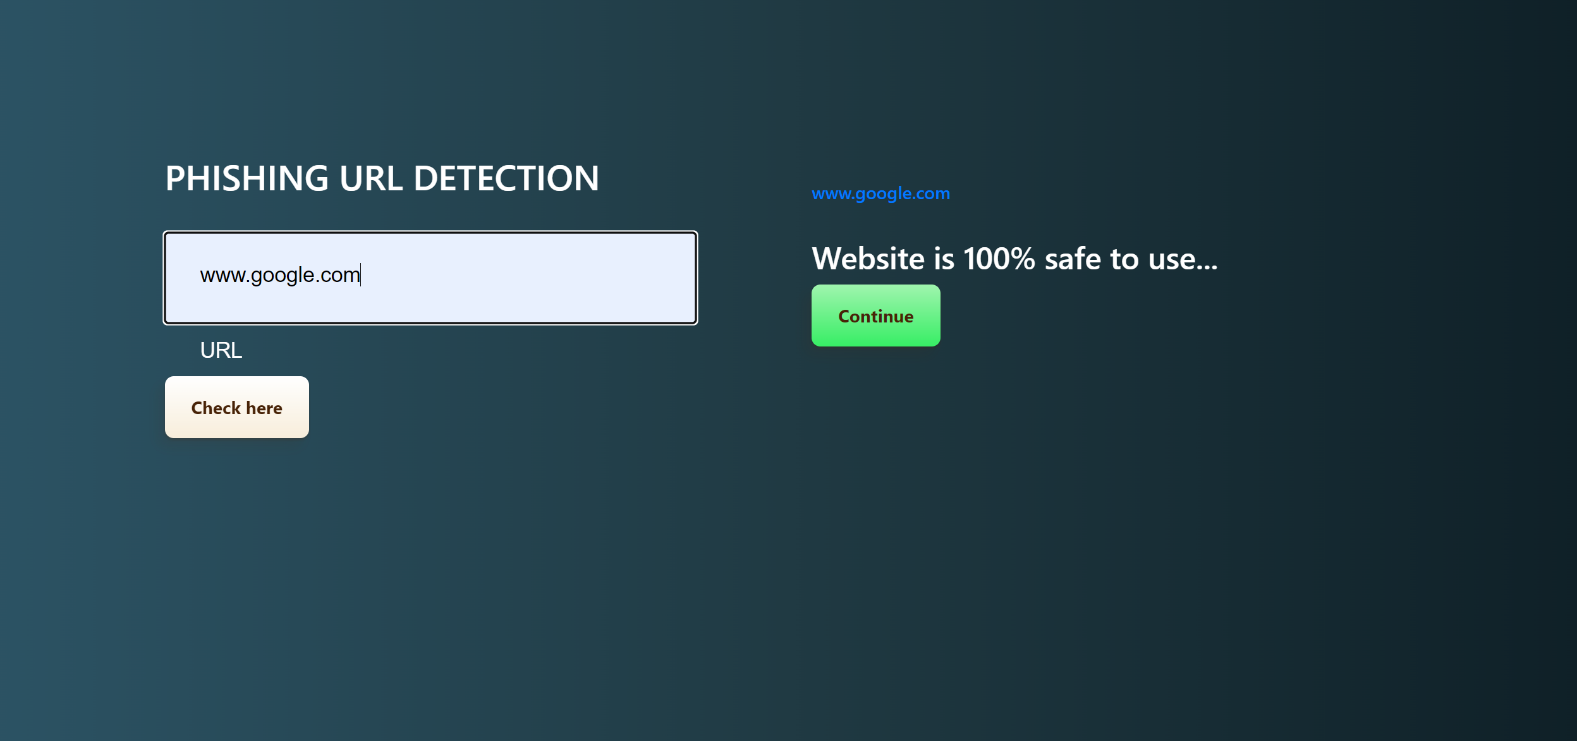 PHISHING URL DETECTION
www.google.com
URL
Check here
www.google.com
Website is 100% safe to use...
Continue